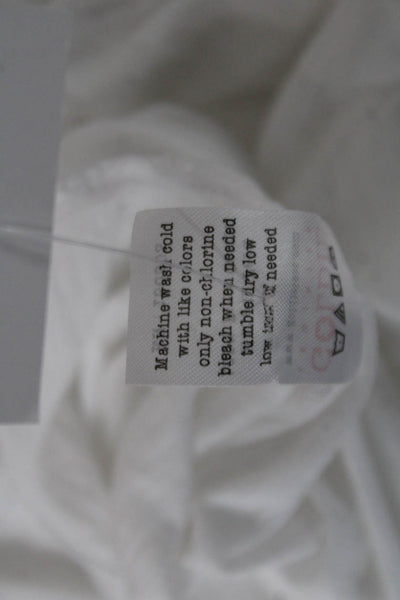 Machine wash cold
with like colors
only non-chlorine
bleach when needed
tumble dry low
low iron if needed